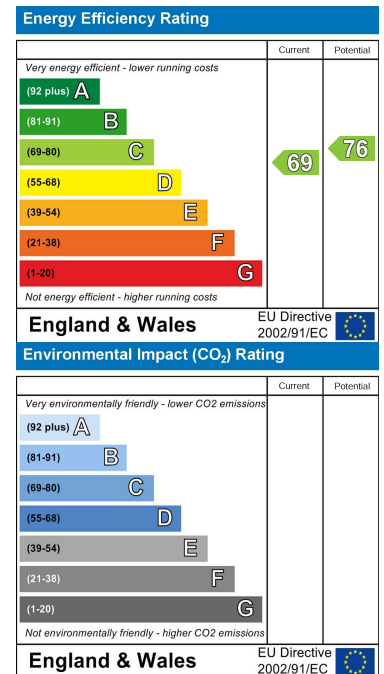 Energy Efficiency Rating
Current Potential
Very energy efficient - lower running costs
(92 plus) A
(81-91) B
(69-80) C
(55-68) D
(39-54) E
(21-38) F
(1-20) G
69
76
Not energy efficient - higher running costs
England & Wales
EU Directive
2002/91/EC
Environmental Impact (CO₂) Rating
Current Potential
Very environmentally friendly - lower CO2 emissions
(92 plus) A
(81-91) B
(69-80) C
(55-68) D
(39-54) E
(21-38) F
(1-20) G
Not environmentally friendly - higher CO2 emissions
England & Wales
EU Directive
2002/91/EC